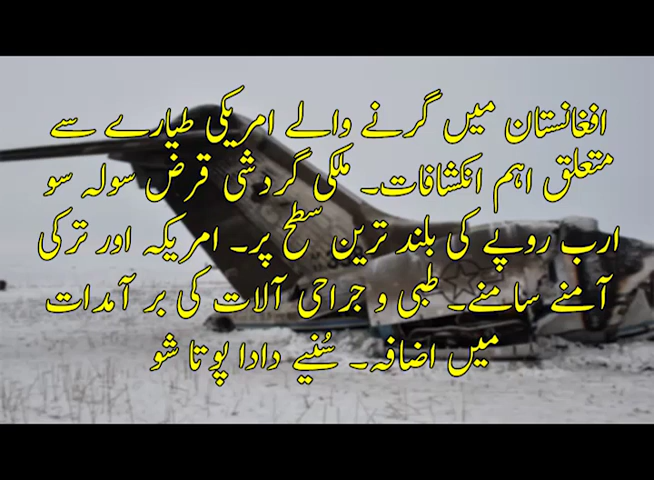 افغانستان میں گرنے والے امریکی طیارے سے
متعلق اہم انکشافات۔ ملکی گردشی قرض سولہ سو
ارب روپے کی بلند ترین سطح پر۔ امریکہ اور ترکی
آمنے سامنے۔ طبی و جراحی آلات کی بر آمدات
میں اضافہ۔ سُنیے دادا پوتا شو